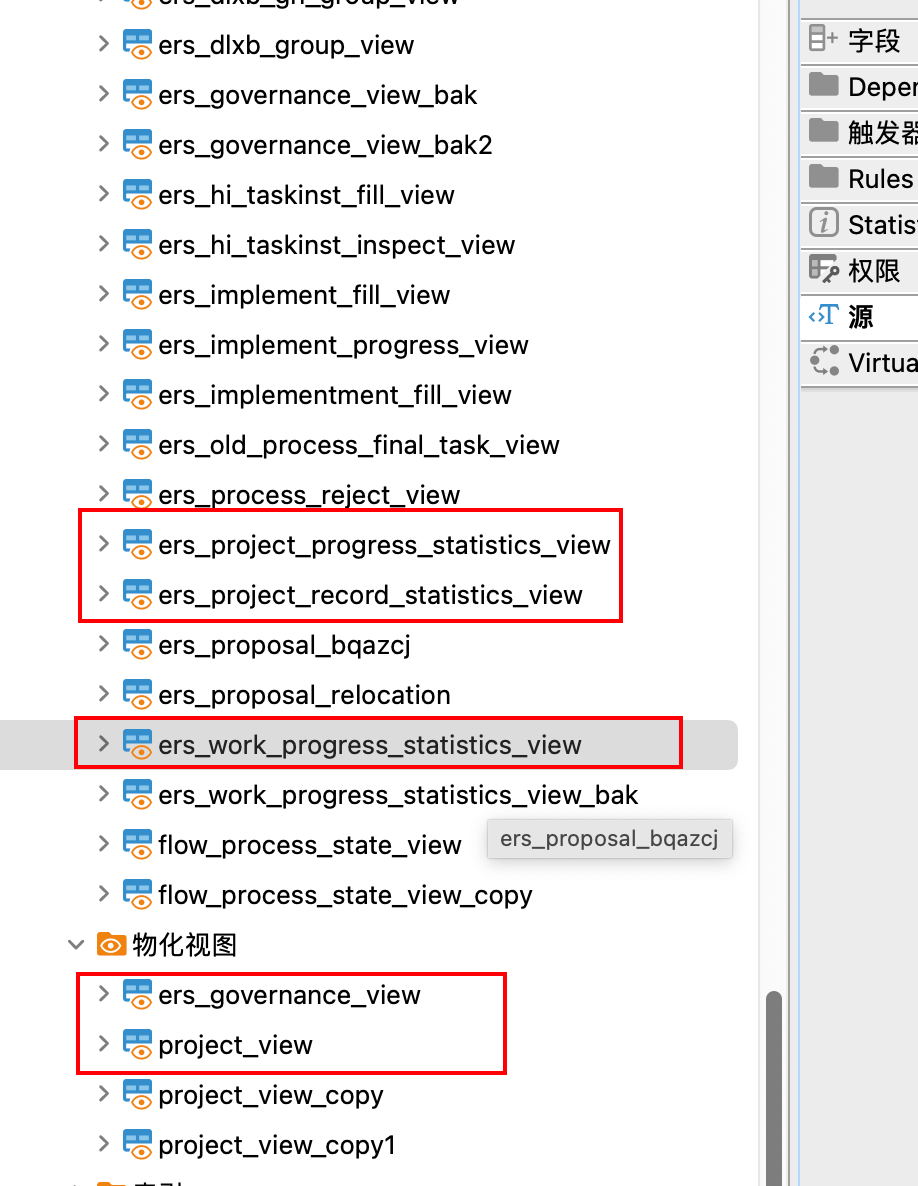 ers_dlxb_gh_group_view
ers_dlxb_group_view
ers_governance_view_bak
ers_governance_view_bak2
ers_hi_taskinst_fill_view
ers_hi_taskinst_inspect_view
ers_implement_fill_view
ers_implement_progress_view
ers_implementment_fill_view
ers_old_process_final_task_view
ers_process_reject_view
ers_project_progress_statistics_view
ers_project_record_statistics_view
ers_proposal_bqazcj
ers_proposal_relocation
ers_work_progress_statistics_view
ers_work_progress_statistics_view_bak
ers_proposal_bqazcj
flow_process_state_view
flow_process_state_view_copy
物化视图
ers_governance_view
project_view
project_view_copy
project_view_copy1
字段
Deper
触发器
Rules
Statis
权限
源
Virtua